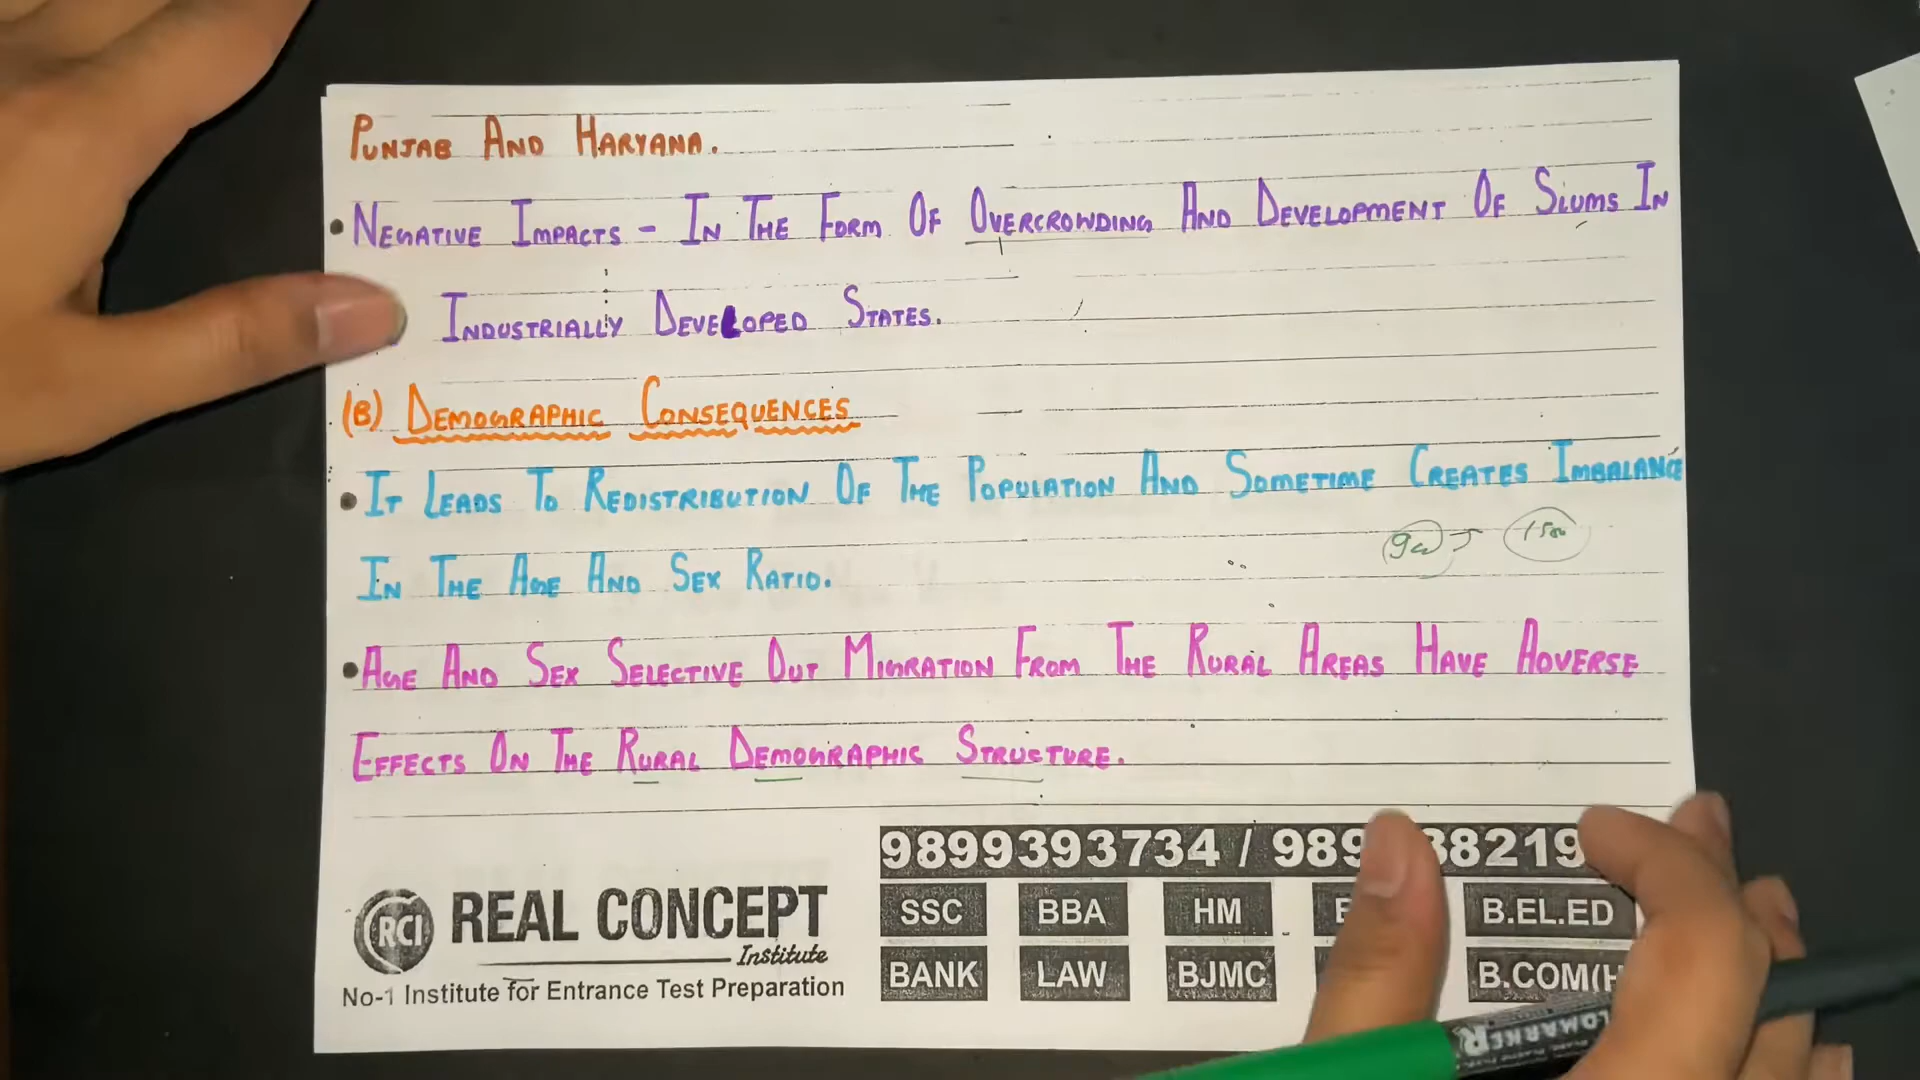 PUNJAB AND HARYANA.
• NEGATIVE IMPACTS - IN THE FORM OF OVERCROWDING AND DEVELOPMENT OF SLUMS IN
INDUSTRIALLY DEVELOPED STATES.
(B) DEMOGRAPHIC CONSEQUENCES
• IT LEADS TO REDISTRIBUTION OF THE POPULATION AND SOMETIME CREATES IMBALANCE
IN THE AGE AND SEX RATIO.
• AGE AND SEX SELECTIVE OUT MIGRATION FROM THE RURAL AREAS HAVE ADVERSE
EFFECTS ON THE RURAL DEMOGRAPHIC STRUCTURE.
9899393734 /
RCI REAL CONCEPT
Institute
No-1 Institute for Entrance Test Preparation
SSC BBA HM B.EL.ED
BANK LAW BJMC B.COM(H